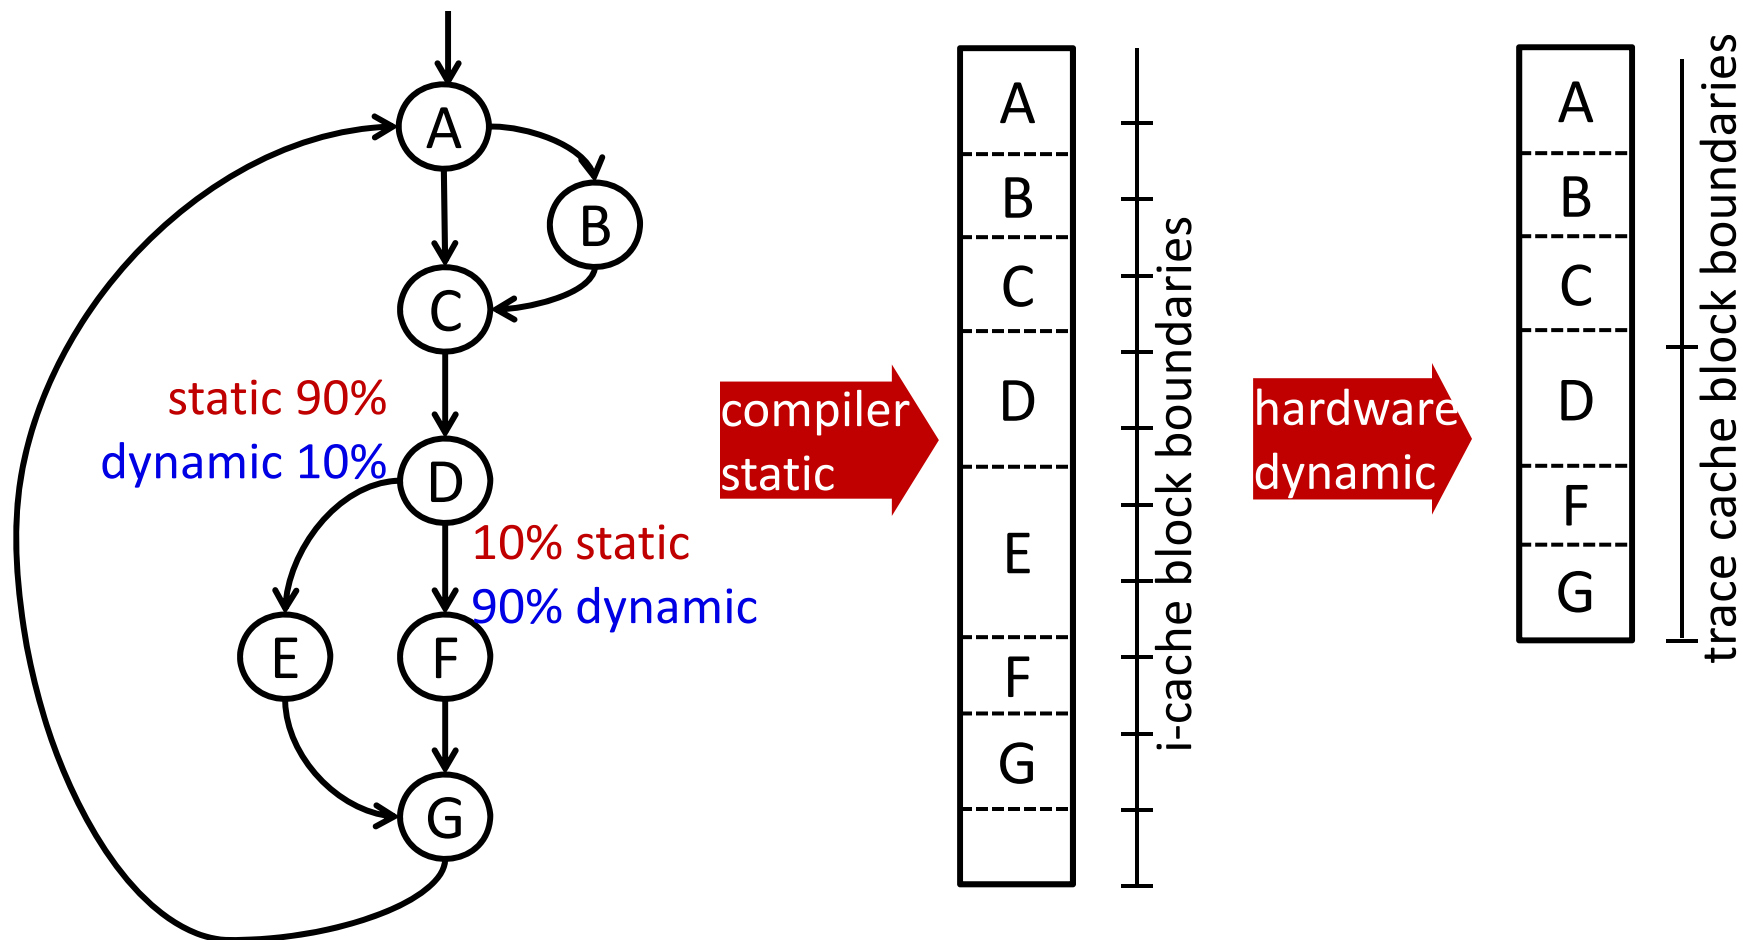 A
B
C
static 90%
dynamic 10%
D
10% static
90% dynamic
E
F
G
compiler
static
A
B
C
D
E
F
G
i-cache block boundaries
hardware
dynamic
A
B
C
D
F
G
trace cache block boundaries